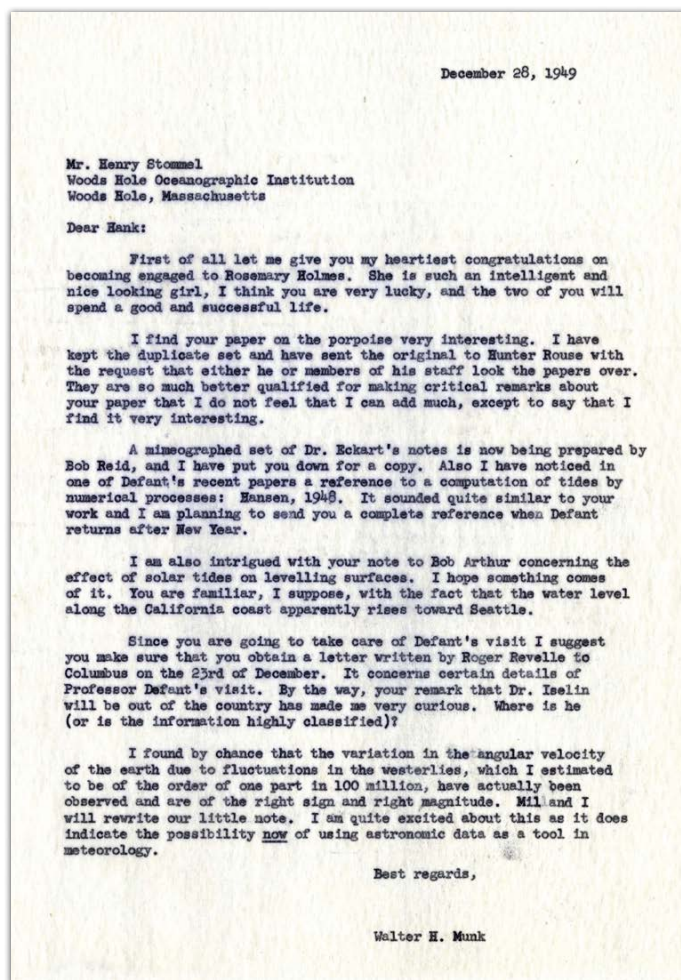 December 28, 1949
Mr. Henry Stommel
Woods Hole Oceanographic Institution
Woods Hole, Massachusetts
Dear Hank:
First of all let me give you my heartiest congratulations on
becoming engaged to Rosemary Holmes. She is such an intelligent and
nice looking girl, I think you are very lucky, and the two of you will
spend a good and successful life.
I find your paper on the porpoise very interesting. I have
kept the duplicate set and have sent the original to Hunter Rouse with
the request that either he or members of his staff look the papers over.
They are so much better qualified for making critical remarks about
your paper that I do not feel that I can add much, except to say that I
find it very interesting.
A mimeographed set of Dr. Eckart's notes is now being prepared by
Bob Reid, and I have put you down for a copy. Also I have noticed in
one of Defant's recent papers a reference to a computation of tides by
numerical processes: Hansen, 1948. It sounded quite similar to your
work and I am planning to send you a complete reference when Defant
returns after New Year.
I am also intrigued with your note to Bob Arthur concerning the
effect of solar tides on levelling surfaces. I hope something comes
of it. You are familiar, I suppose, with the fact that the water level
along the California coast apparently rises toward Seattle.
Since you are going to take care of Defant's visit I suggest
you make sure that you obtain a letter written by Roger Revelle to
Columbus on the 23rd of December. It concerns certain details of
Professor Defant's visit. By the way, your remark that Dr. Iselin
will be out of the country has made me very curious. Where is he
(or is the information highly classified)?
I found by chance that the variation in the angular velocity
of the earth due to fluctuations in the westerlies, which I estimated
to be of the order of one part in 100 million, have actually been
observed and are of the right sign and right magnitude. Mil and I
will rewrite our little note. I am quite excited about this as it does
indicate the possibility now of using astronomic data as a tool in
meteorology.
Best regards,
Walter H. Munk